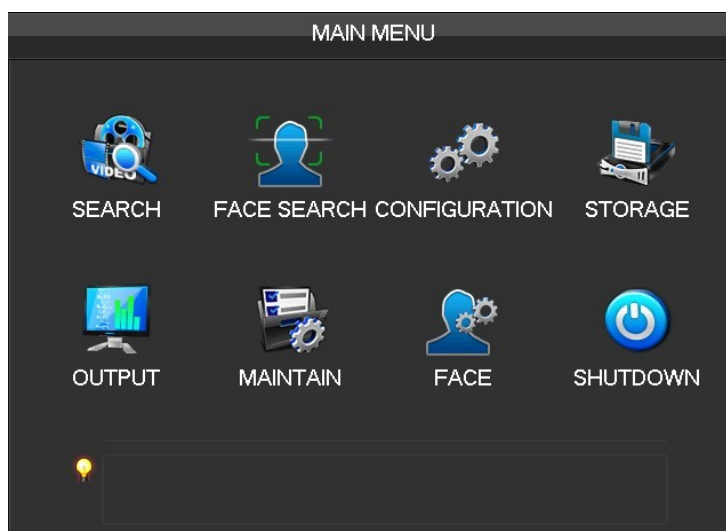 MAIN MENU
VIDEO
SEARCH FACE SEARCH CONFIGURATION STORAGE
OUTPUT MAINTAIN FACE SHUTDOWN